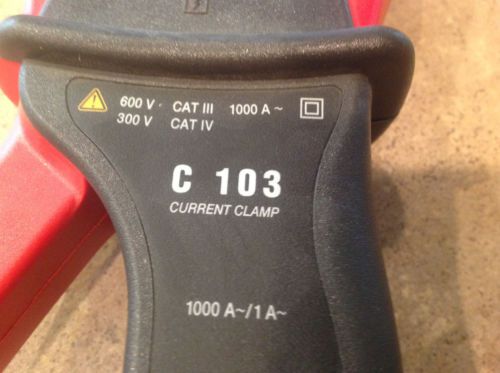 600 V · CAT III 1000 A ~
300 V CAT IV
C 103
CURRENT CLAMP
1000 A~/1 A~